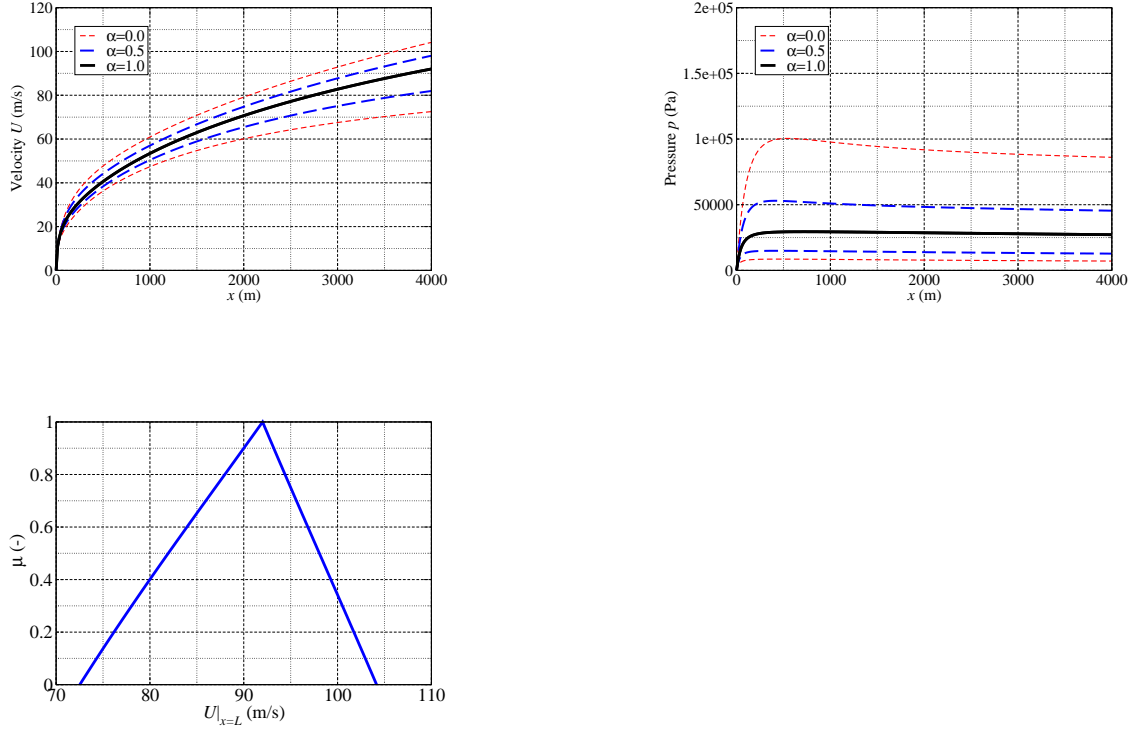 120
100
80
60
40
20
0
Velocity U (m/s)
α=0.0
α=0.5
α=1.0
0 1000 2000 3000 4000
x (m)
2e+05
1.5e+05
1e+05
50000
0
Pressure p (Pa)
α=0.0
α=0.5
α=1.0
0 1000 2000 3000 4000
x (m)
1
0.8
0.6
0.4
0.2
0
μ (-)
70 80 90 100 110
U|x=L (m/s)